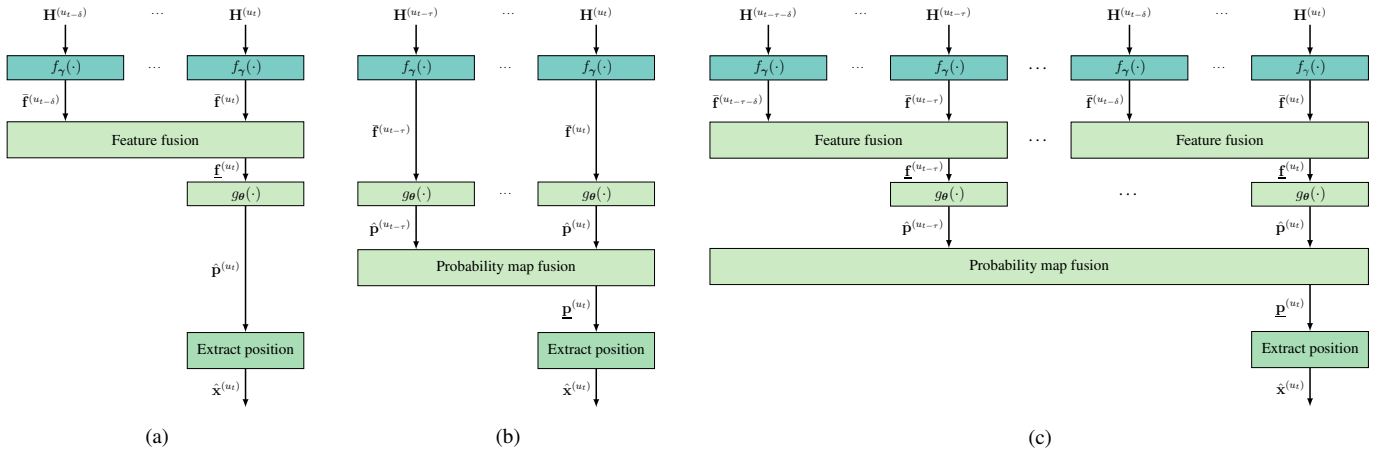 H^(u_{t−δ}) ... H^(u_t) H^(u_{t−τ}) ... H^(u_t) H^(u_{t−τ−δ}) ... H^(u_{t−τ}) H^(u_{t−δ}) ... H^(u_t)
f_γ(·) ... f_γ(·) f_γ(·) ... f_γ(·) f_γ(·) ... f_γ(·) ... f_γ(·) ... f_γ(·)
f̄^(u_{t−δ}) f̄^(u_t) f̄^(u_{t−τ−δ}) f̄^(u_{t−τ}) f̄^(u_{t−δ}) f̄^(u_t)
f̄^(u_{t−τ}) f̄^(u_t)
Feature fusion Feature fusion ... Feature fusion
f̲^(u_t) f̲^(u_{t−τ}) f̲^(u_t)
g_θ(·) g_θ(·) ... g_θ(·) g_θ(·) ... g_θ(·)
p̂^(u_{t−τ}) p̂^(u_t) p̂^(u_{t−τ}) p̂^(u_t)
p̂^(u_t) Probability map fusion Probability map fusion
p̲^(u_t) p̲^(u_t)
Extract position Extract position Extract position
x̂^(u_t) x̂^(u_t) x̂^(u_t)
(a) (b) (c)